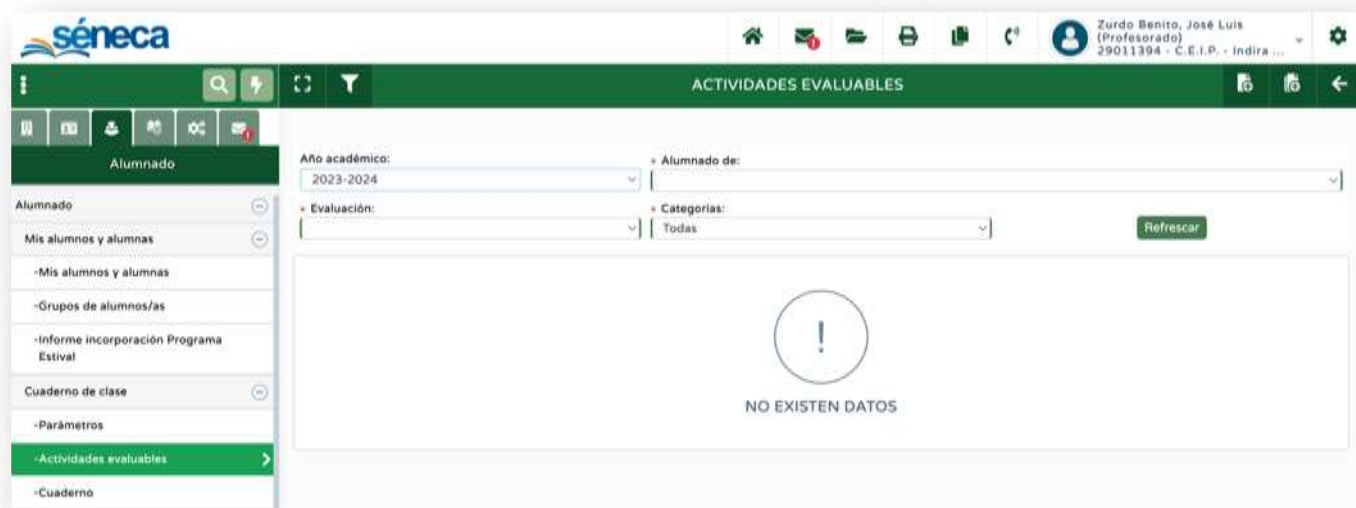 séneca
Zurdo Benito, José Luis
(Profesorado)
29011394 - C.E.I.P. - Indira ...
ACTIVIDADES EVALUABLES
Alumnado
Año académico:
* Alumnado de:
2023-2024
* Evaluación:
* Categorías:
Todas
Refrescar
Alumnado
Mis alumnos y alumnas
-Mis alumnos y alumnas
-Grupos de alumnos/as
-Informe incorporación Programa
Estival
Cuaderno de clase
-Parámetros
-Actividades evaluables
-Cuaderno
!
NO EXISTEN DATOS